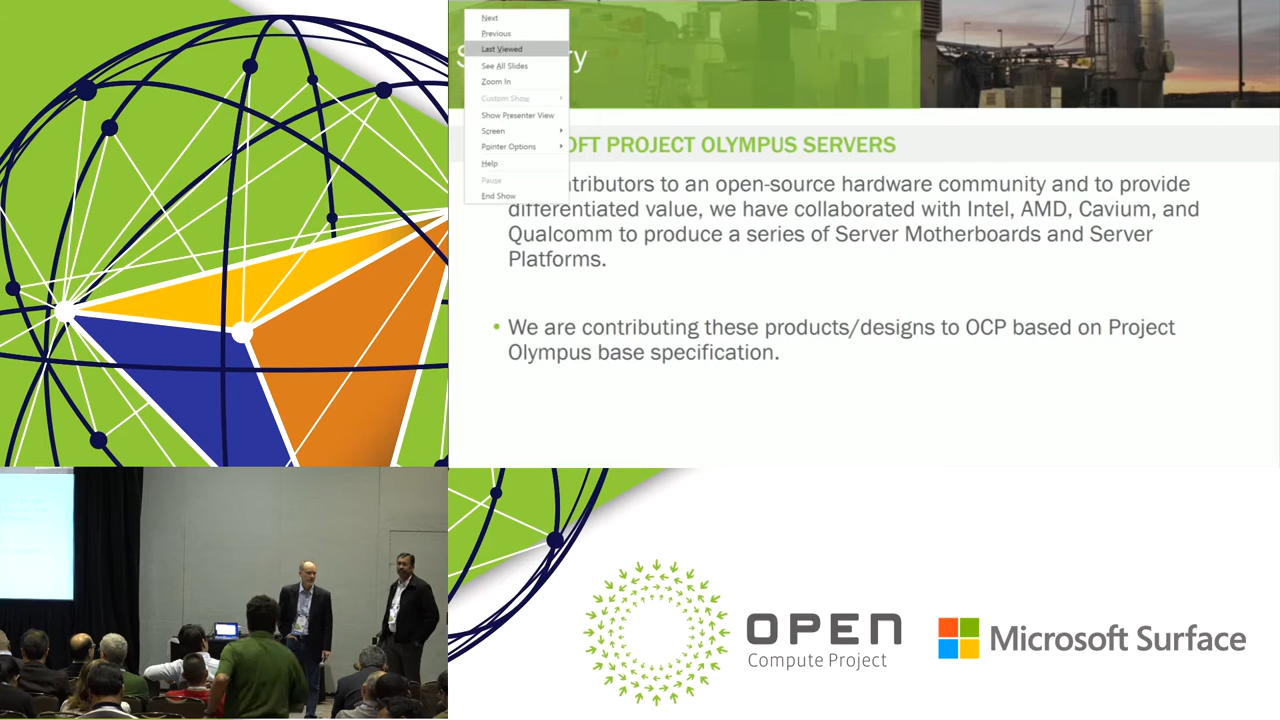 Next
Previous
Last Viewed
See All Slides
Zoom In
Custom Show
Show Presenter View
Screen
Pointer Options
Help
Pause
End Show
S ry
OFT PROJECT OLYMPUS SERVERS
tributors to an open-source hardware community and to provide
differentiated value, we have collaborated with Intel, AMD, Cavium, and
Qualcomm to produce a series of Server Motherboards and Server
Platforms.
• We are contributing these products/designs to OCP based on Project
Olympus base specification.
OPEN
Compute Project
Microsoft Surface